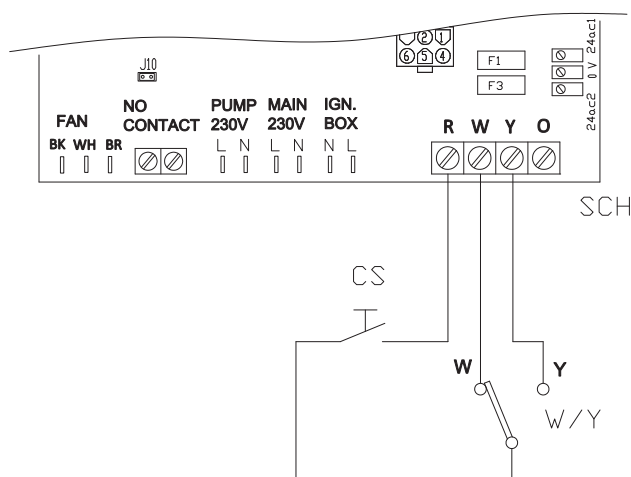 2 1
6 5 4
F1
F3
24ac1
0 V
24ac2
J10
FAN
BK WH BR
NO
CONTACT
PUMP
230V
L N
MAIN
230V
L N
IGN.
BOX
N L
R W Y O
SCH
CS
W Y
W/Y